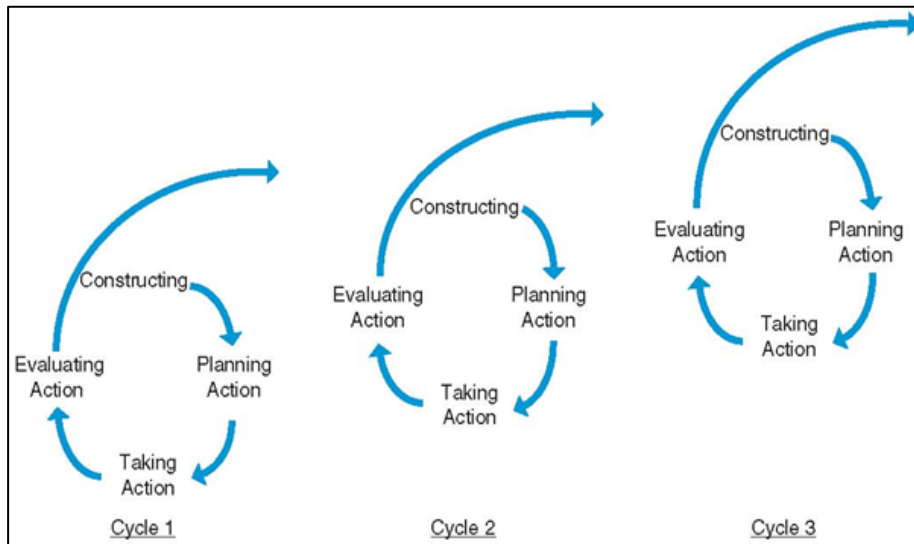 Constructing
Planning
Action
Taking
Action
Evaluating
Action
Cycle 1
Constructing
Planning
Action
Taking
Action
Evaluating
Action
Cycle 2
Constructing
Planning
Action
Taking
Action
Evaluating
Action
Cycle 3